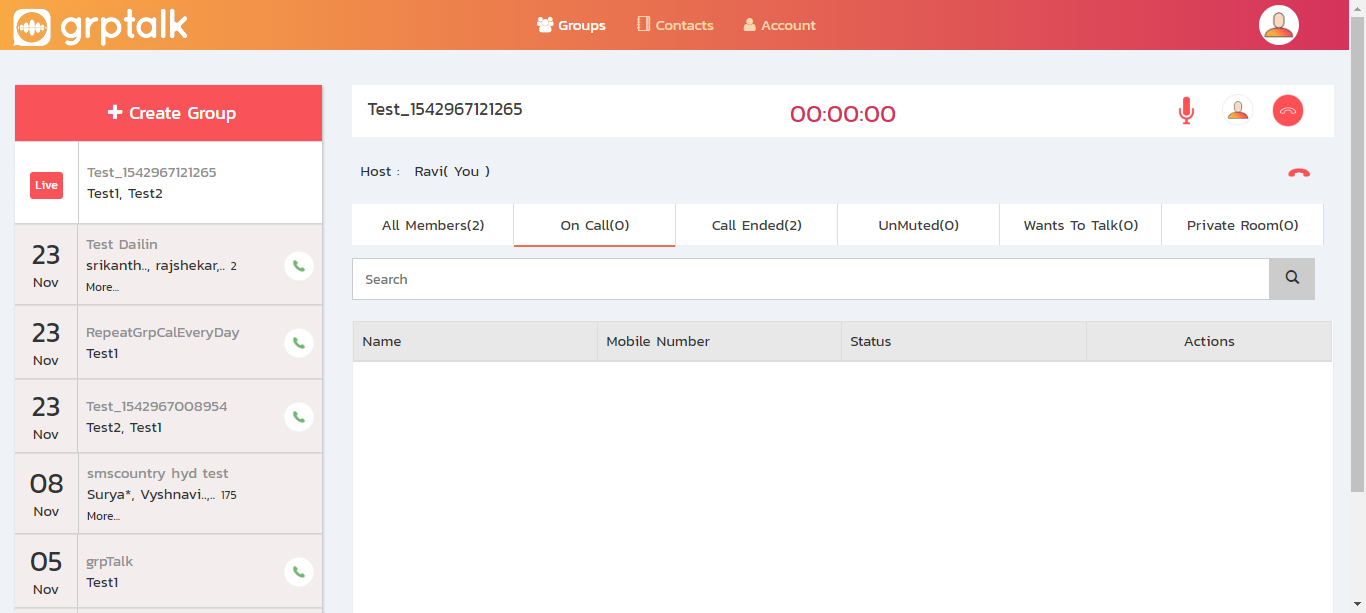 grptalk
Groups Contacts Account
Create Group
Live
Test_1542967121265
Test1, Test2
23
Nov
Test Dailin
srikanth.., rajshekar,.. 2
More...
23
Nov
RepeatGrpCalEveryDay
Test1
23
Nov
Test_1542967008954
Test2, Test1
08
Nov
smscountry hyd test
Surya*, Vyshnavi..,.. 175
More...
05
Nov
grpTalk
Test1
Test_1542967121265
00:00:00
Host : Ravi( You )
All Members(2) On Call(0) Call Ended(2) UnMuted(0) Wants To Talk(0) Private Room(0)
Search
Name Mobile Number Status Actions